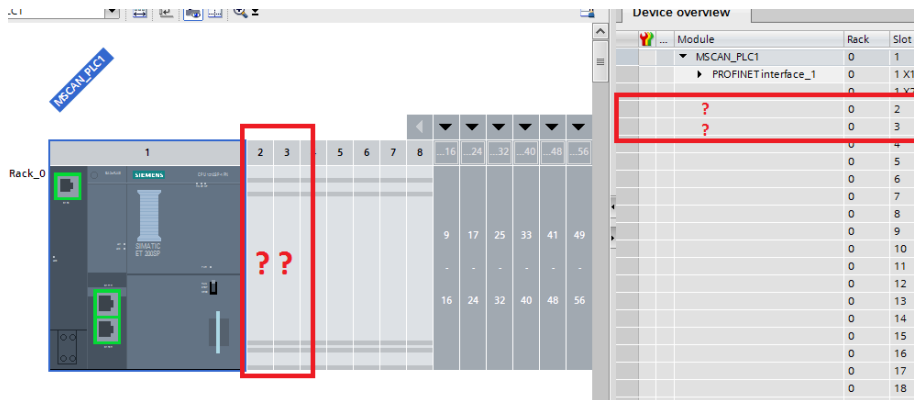 Device overview
... Module Rack Slot
MSCAN_PLC1 0 1
PROFINET interface_1 0 1 X1
0
? 0 2
? 0 3
0 4
0 5
0 6
0 7
0 8
0 9
0 10
0 11
0 12
0 13
0 14
0 15
0 16
0 17
0 18
MSCAN_PLC1
1 2 3 5 6 7 8 ...16 ...24 ...32 ...40 ...48 ...56
Rack_0
SIEMENS
SIMATIC
ET 200SP
? ?
9 17 25 33 41 49
- - - - - -
16 24 32 40 48 56